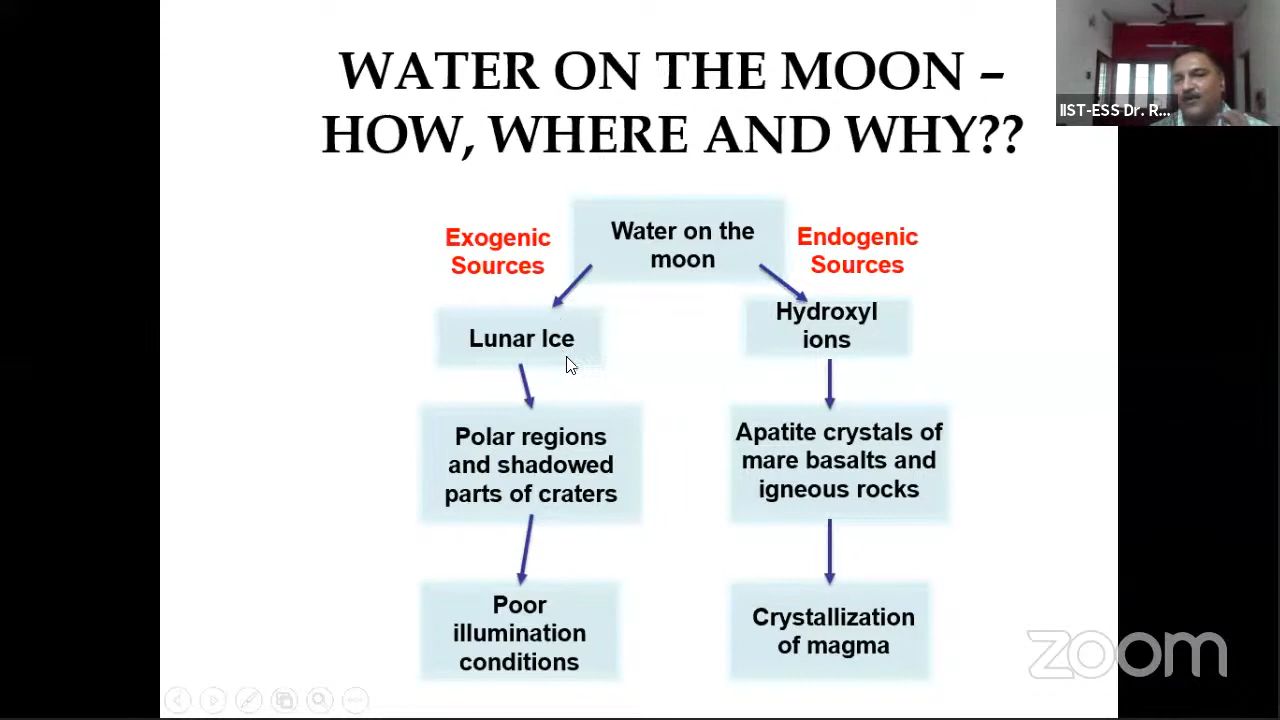 WATER ON THE MOON –
HOW, WHERE AND WHY??
IIST-ESS Dr. R...
Exogenic
Sources
Water on the
moon
Endogenic
Sources
Lunar Ice
Hydroxyl
ions
Polar regions
and shadowed
parts of craters
Apatite crystals of
mare basalts and
igneous rocks
Poor
illumination
conditions
Crystallization
of magma
zoom